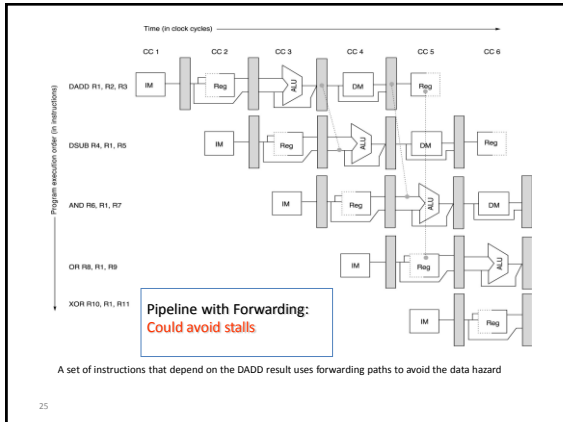 Time (in clock cycles)
CC 1 CC 2 CC 3 CC 4 CC 5 CC 6
Program execution order (in instructions)
DADD R1, R2, R3 IM Reg ALU DM Reg
DSUB R4, R1, R5 IM Reg ALU DM Reg
AND R6, R1, R7 IM Reg ALU DM
OR R8, R1, R9 IM Reg ALU
XOR R10, R1, R11 IM Reg
Pipeline with Forwarding:
Could avoid stalls
A set of instructions that depend on the DADD result uses forwarding paths to avoid the data hazard
25